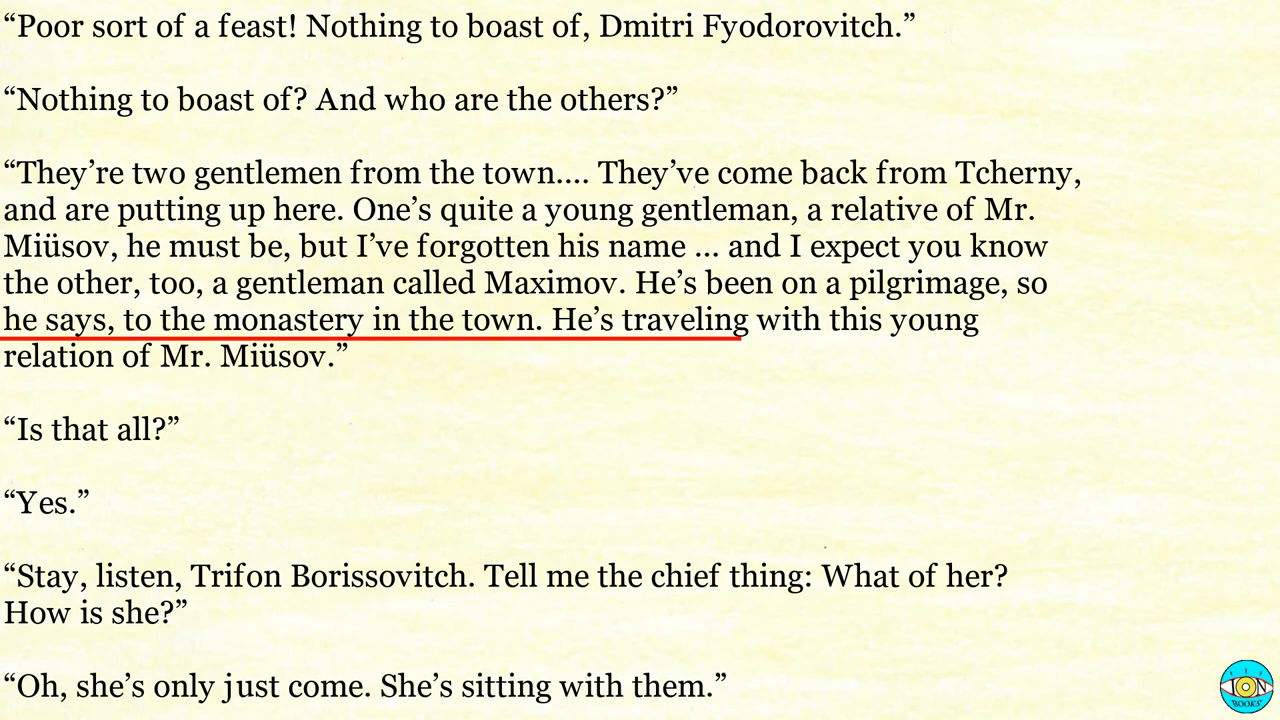 “Poor sort of a feast! Nothing to boast of, Dmitri Fyodorovitch.”
“Nothing to boast of? And who are the others?”
“They’re two gentlemen from the town.... They’ve come back from Tcherny,
and are putting up here. One’s quite a young gentleman, a relative of Mr.
Miüsov, he must be, but I’ve forgotten his name ... and I expect you know
the other, too, a gentleman called Maximov. He’s been on a pilgrimage, so
he says, to the monastery in the town. He’s traveling with this young
relation of Mr. Miüsov.”
“Is that all?”
“Yes.”
“Stay, listen, Trifon Borissovitch. Tell me the chief thing: What of her?
How is she?”
“Oh, she’s only just come. She’s sitting with them.”
ION
BOOKS